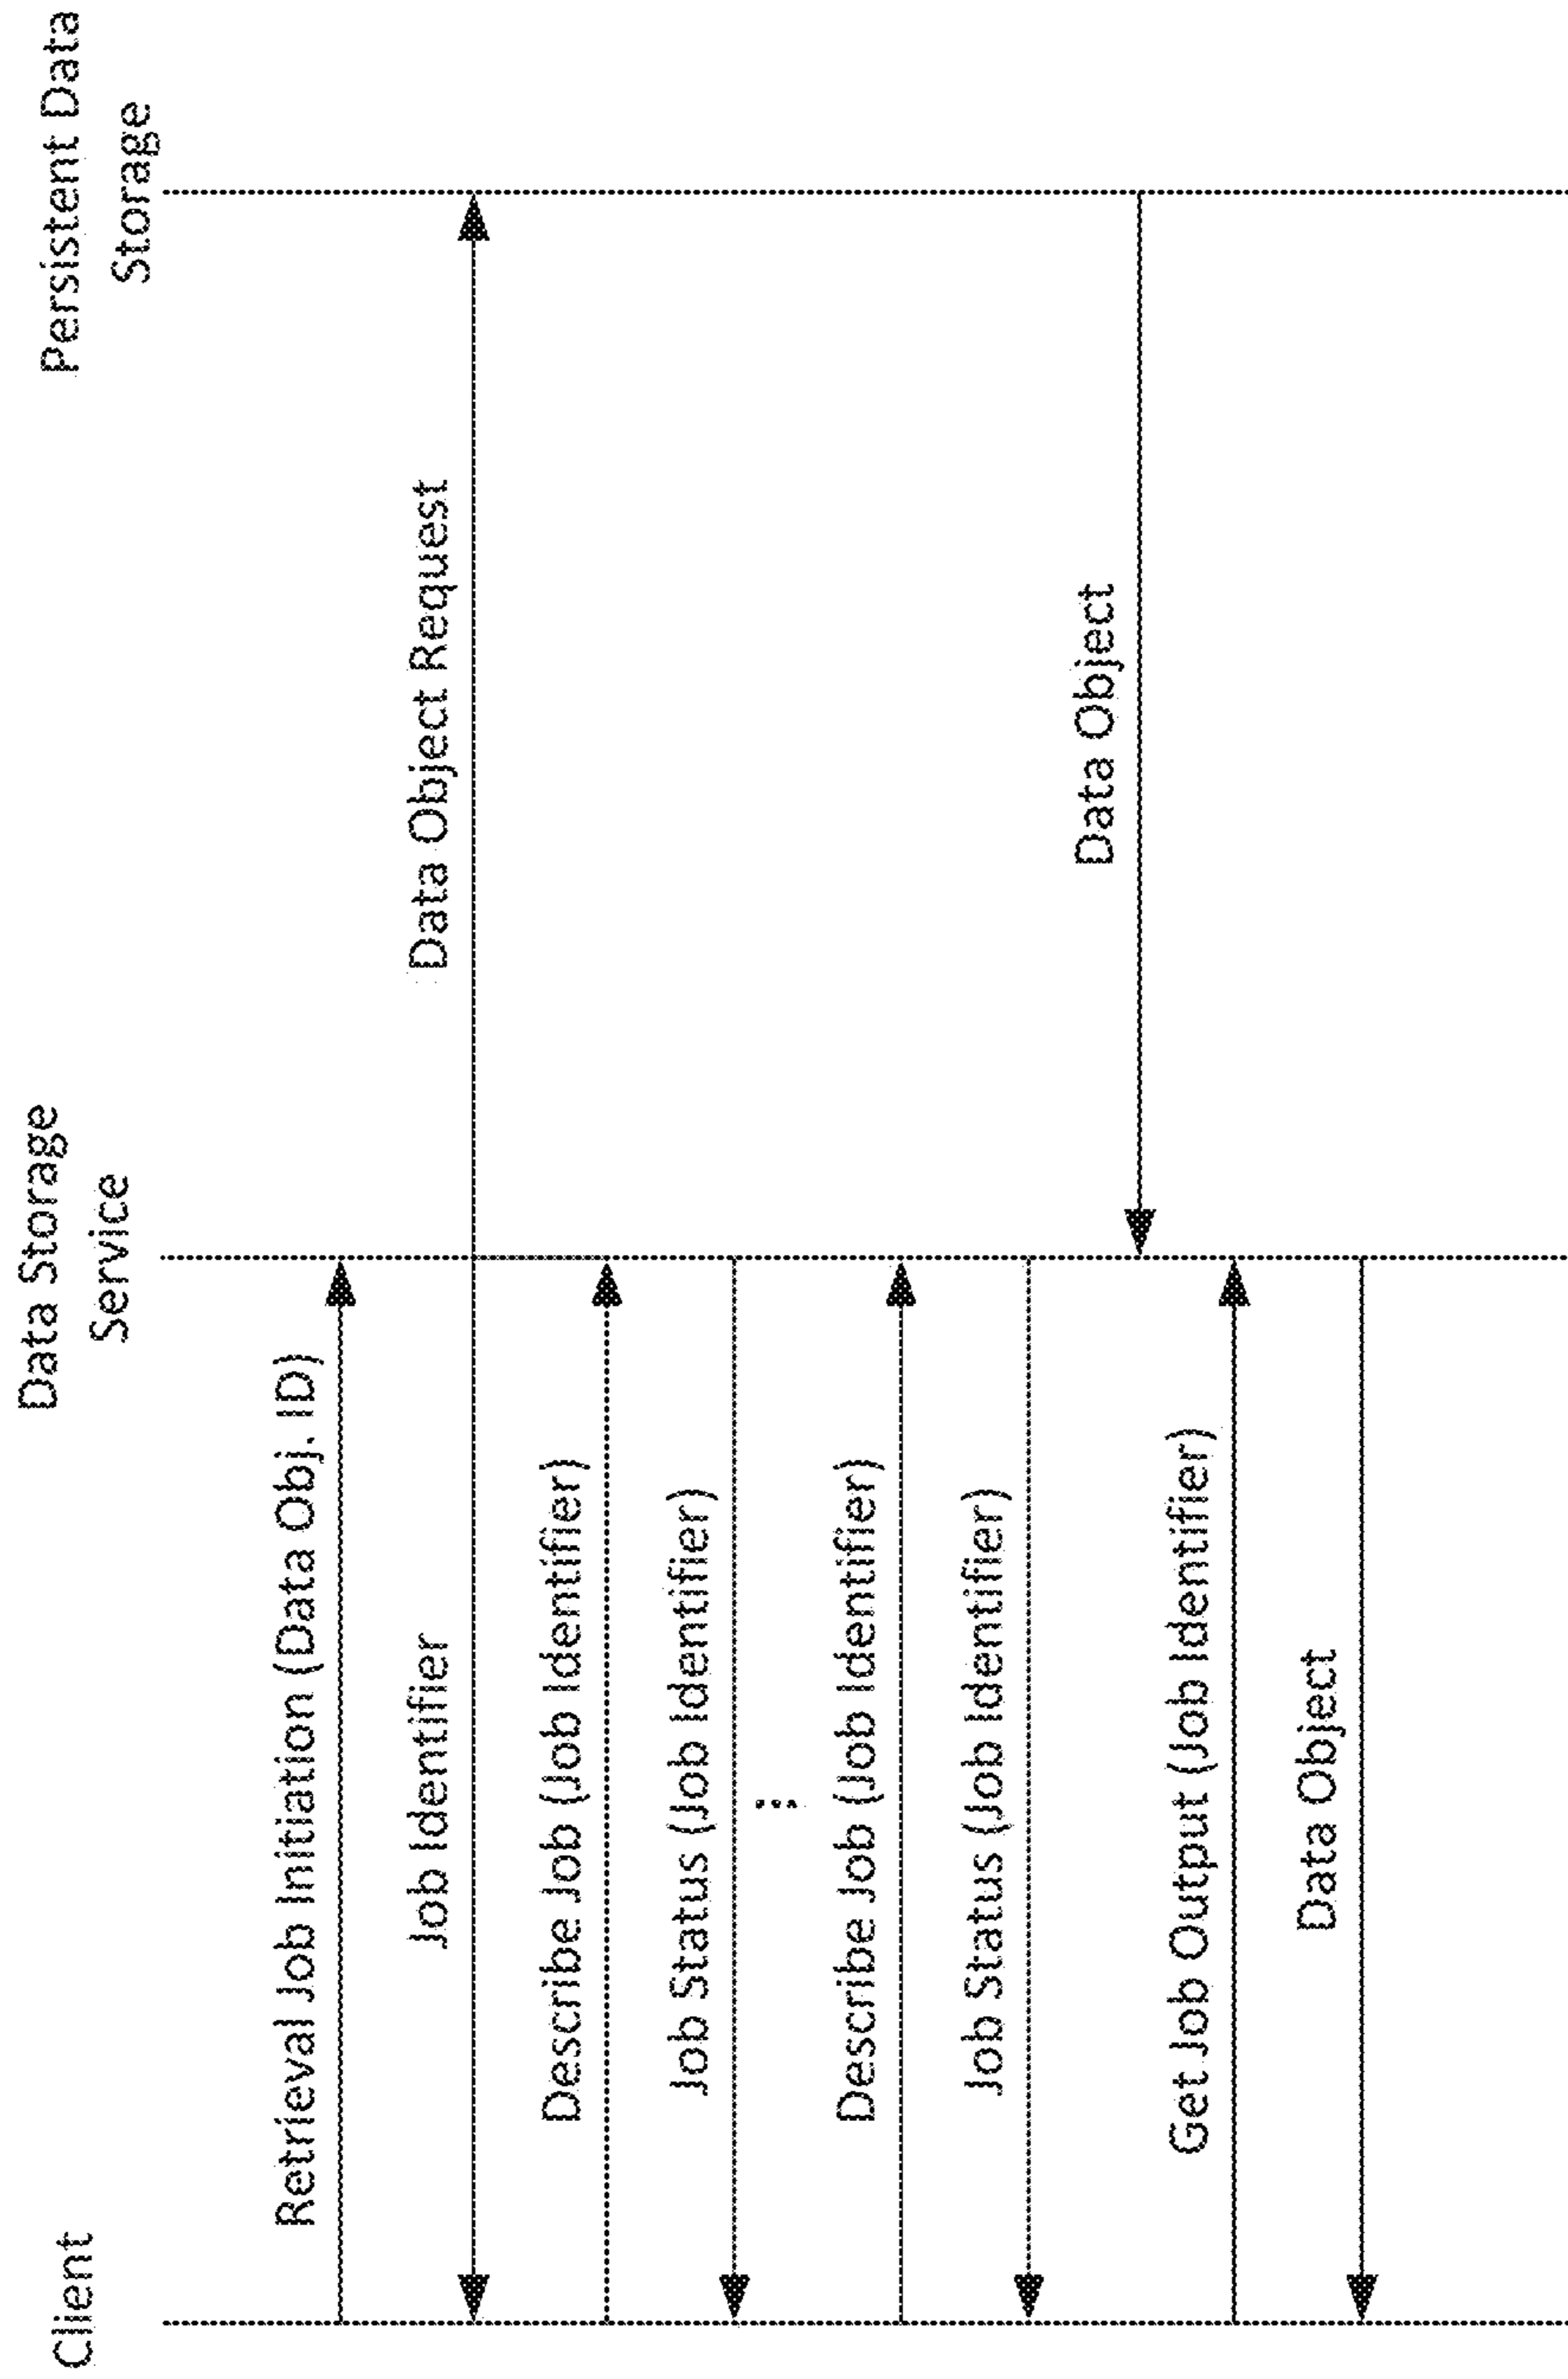 Client
Data Storage
Service
Persistent Data
Storage
Retrieval Job Initiation (Data Obj. ID)
Job Identifier
Data Object Request
Describe Job (Job Identifier)
Job Status (Job Identifier)
...
Describe Job (Job Identifier)
Job Status (Job Identifier)
Data Object
Get Job Output (Job Identifier)
Data Object